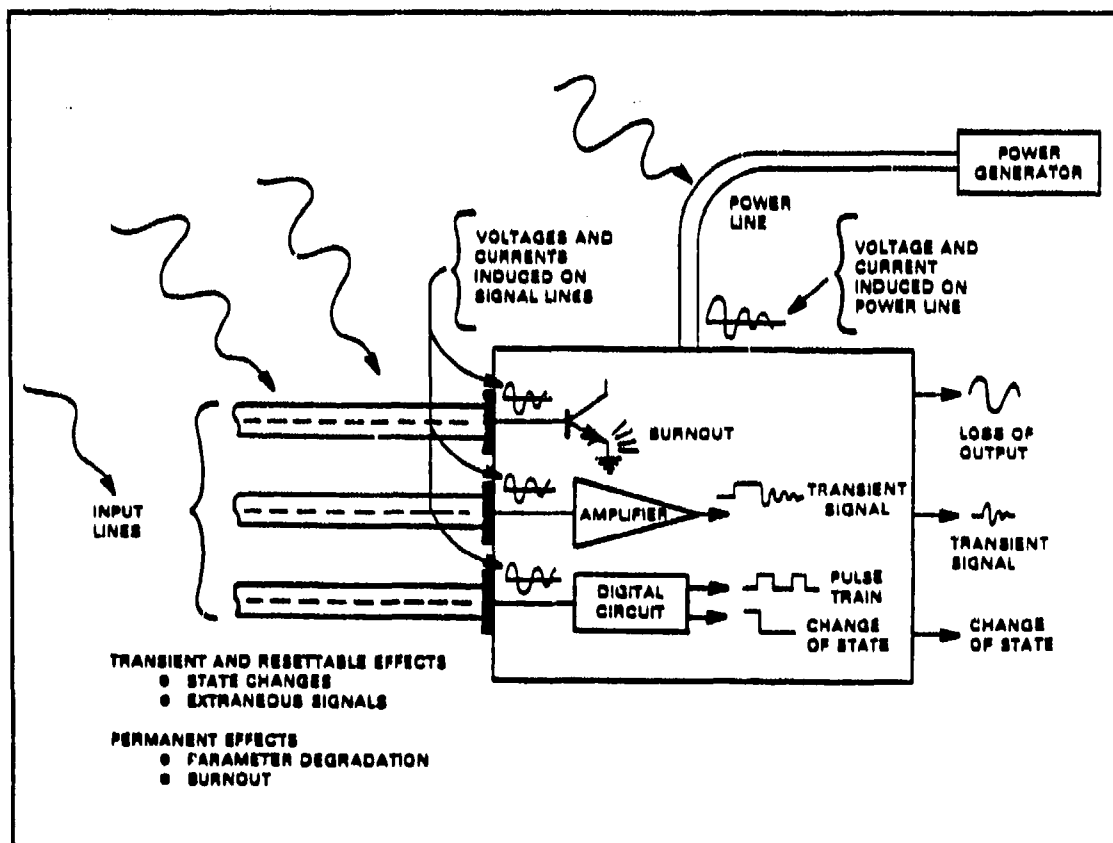 POWER
GENERATOR
POWER
LINE
VOLTAGES AND
CURRENTS
INDUCED ON
SIGNAL LINES
VOLTAGE AND
CURRENT
INDUCED ON
POWER LINE
BURNOUT
LOSS OF
OUTPUT
INPUT
LINES
AMPLIFIER
TRANSIENT
SIGNAL
TRANSIENT
SIGNAL
DIGITAL
CIRCUIT
PULSE
TRAIN
CHANGE
OF STATE
CHANGE
OF STATE
TRANSIENT AND RESETTABLE EFFECTS
● STATE CHANGES
● EXTRANEOUS SIGNALS
PERMANENT EFFECTS
● PARAMETER DEGRADATION
● BURNOUT